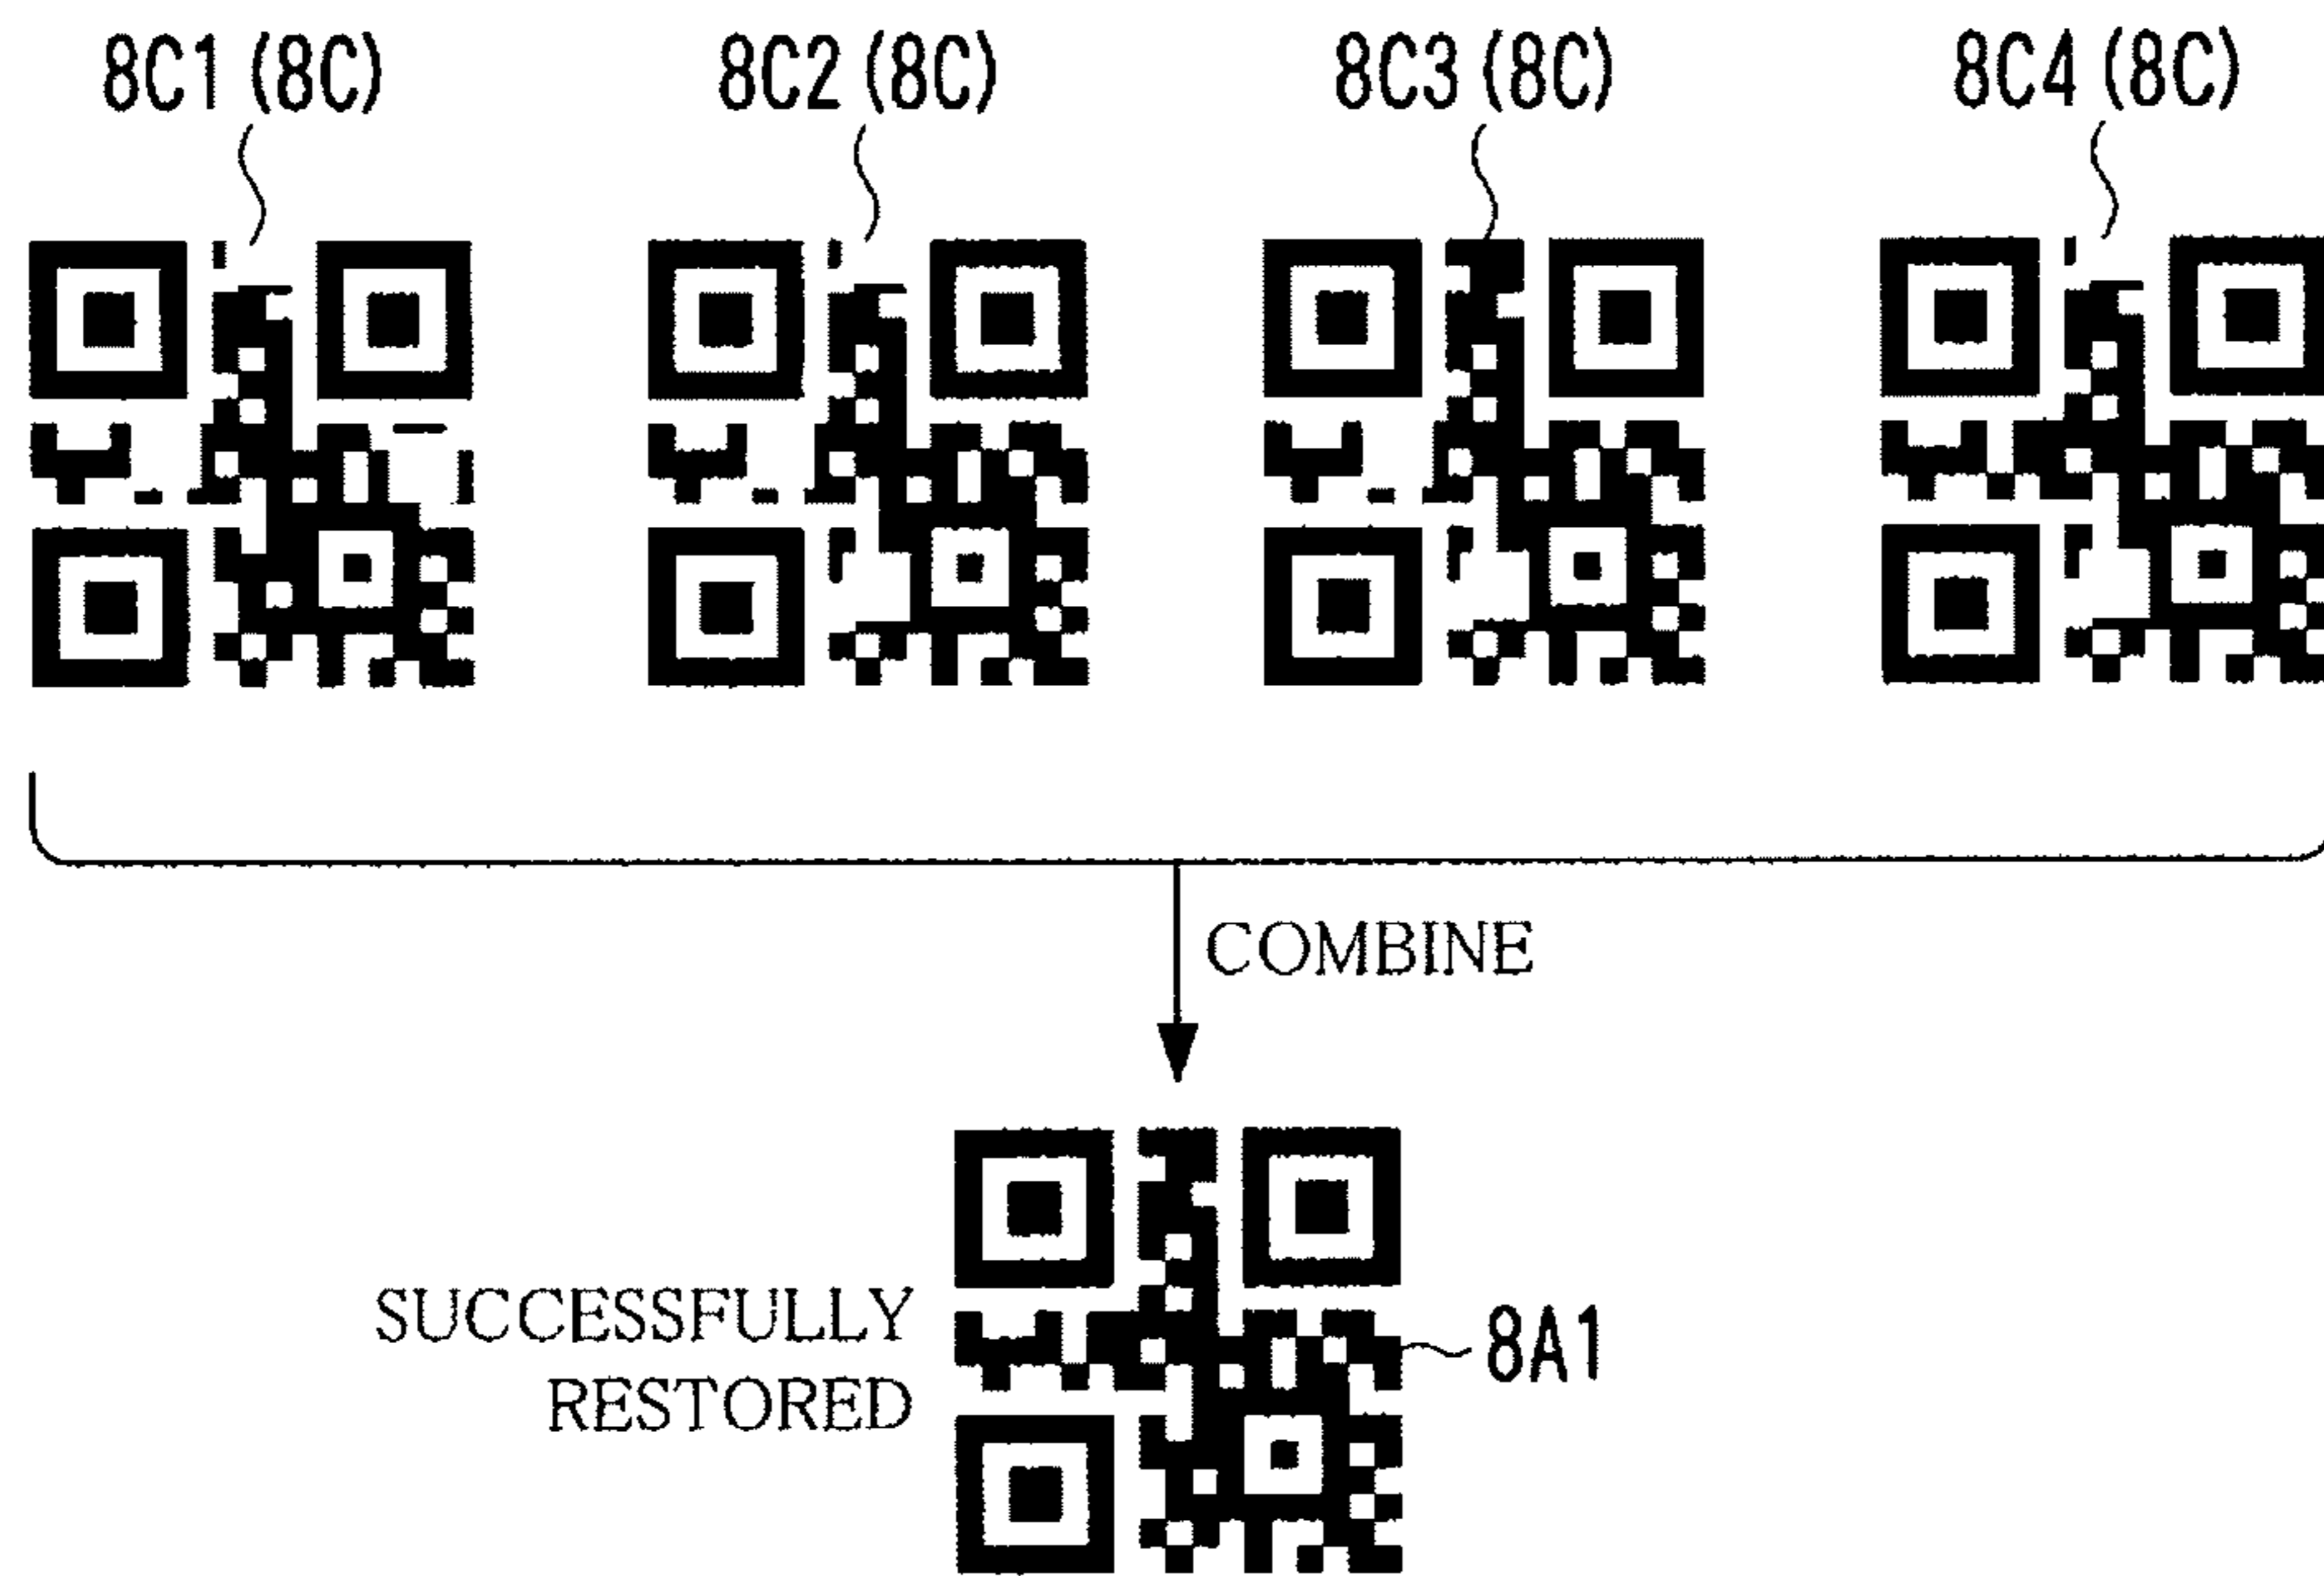 8C1 (8C) 8C2 (8C) 8C3 (8C) 8C4 (8C)
COMBINE
SUCCESSFULLY
RESTORED
8A1